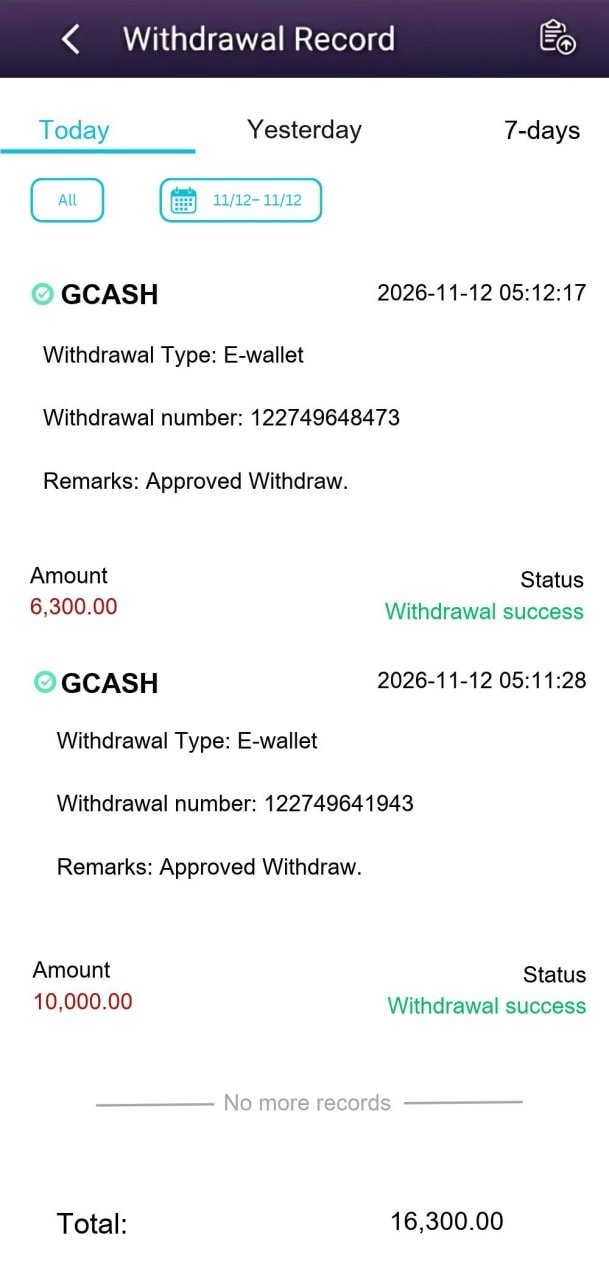 Withdrawal Record
Today Yesterday 7-days
All 11/12-11/12
GCASH 2026-11-12 05:12:17
Withdrawal Type: E-wallet
Withdrawal number: 122749648473
Remarks: Approved Withdraw.
Amount Status
6,300.00 Withdrawal success
GCASH 2026-11-12 05:11:28
Withdrawal Type: E-wallet
Withdrawal number: 122749641943
Remarks: Approved Withdraw.
Amount Status
10,000.00 Withdrawal success
No more records
Total: 16,300.00